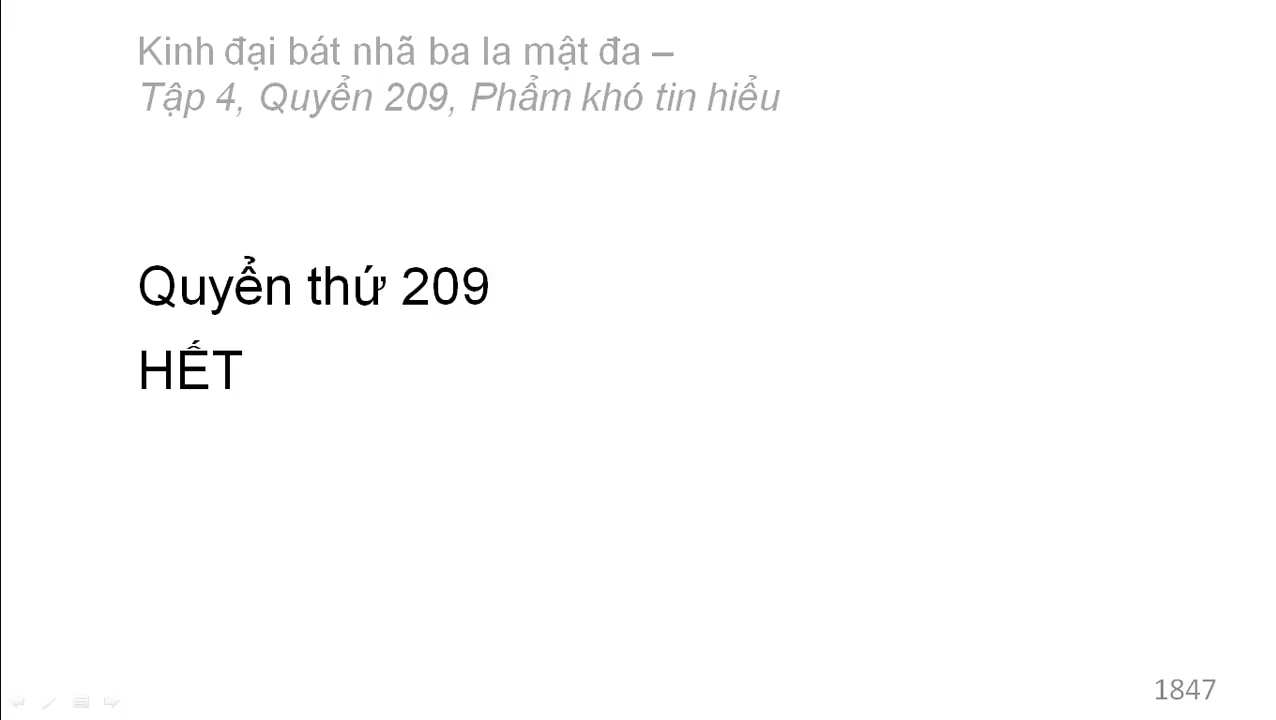 Kinh đại bát nhã ba la mật đa –
Tập 4, Quyển 209, Phẩm khó tin hiểu
Quyển thứ 209
HẾT
1847